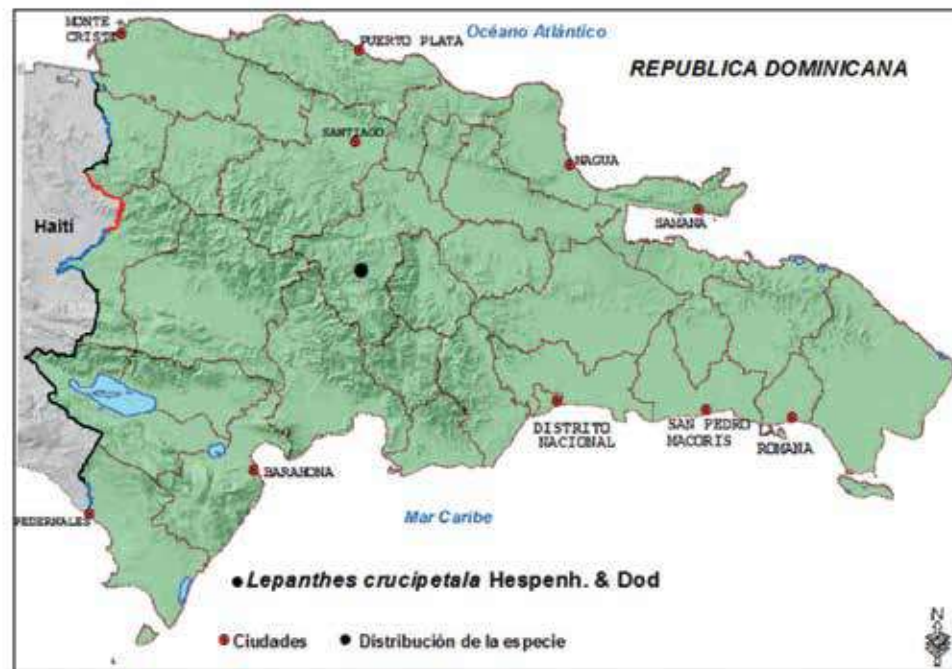 MONTE
CRISTI
PUERTO PLATA
Océano Atlántico
REPUBLICA DOMINICANA
SANTIAGO
NAGUA
SAMANA
Haití
DISTRITO
NACIONAL
SAN PEDRO
MACORIS
LA
ROMANA
BARAHONA
PEDERNALES
Mar Caribe
Lepanthes crucipetala Hespenh. & Dod
Ciudades
Distribución de la especie
N